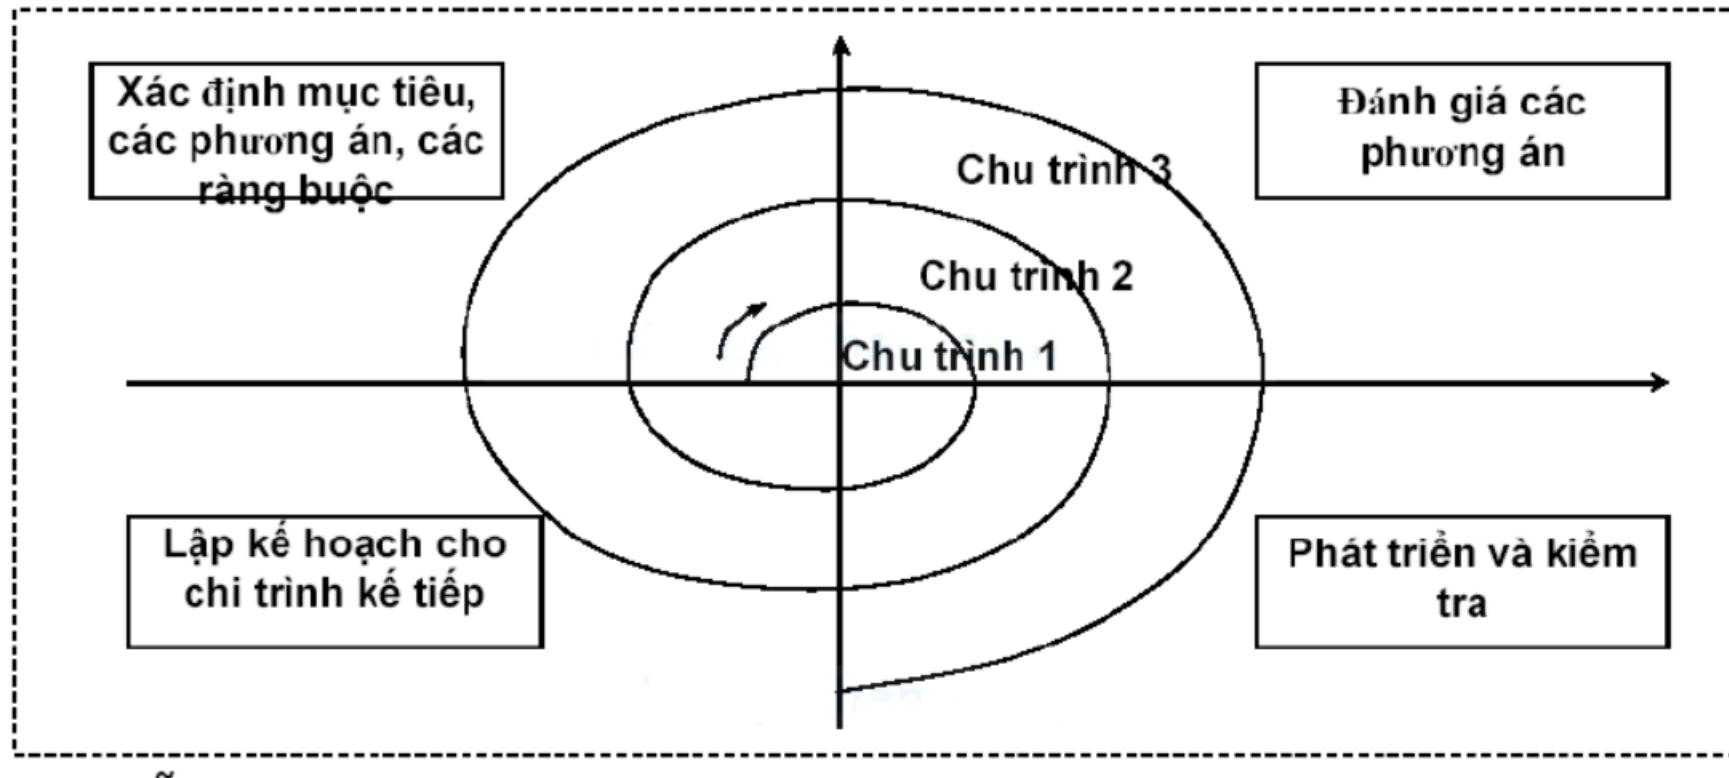 Xác định mục tiêu,
các phương án, các
ràng buộc
Đánh giá các
phương án
Chu trình 3
Chu trình 2
Chu trình 1
Lập kế hoạch cho
chi trình kế tiếp
Phát triển và kiểm
tra